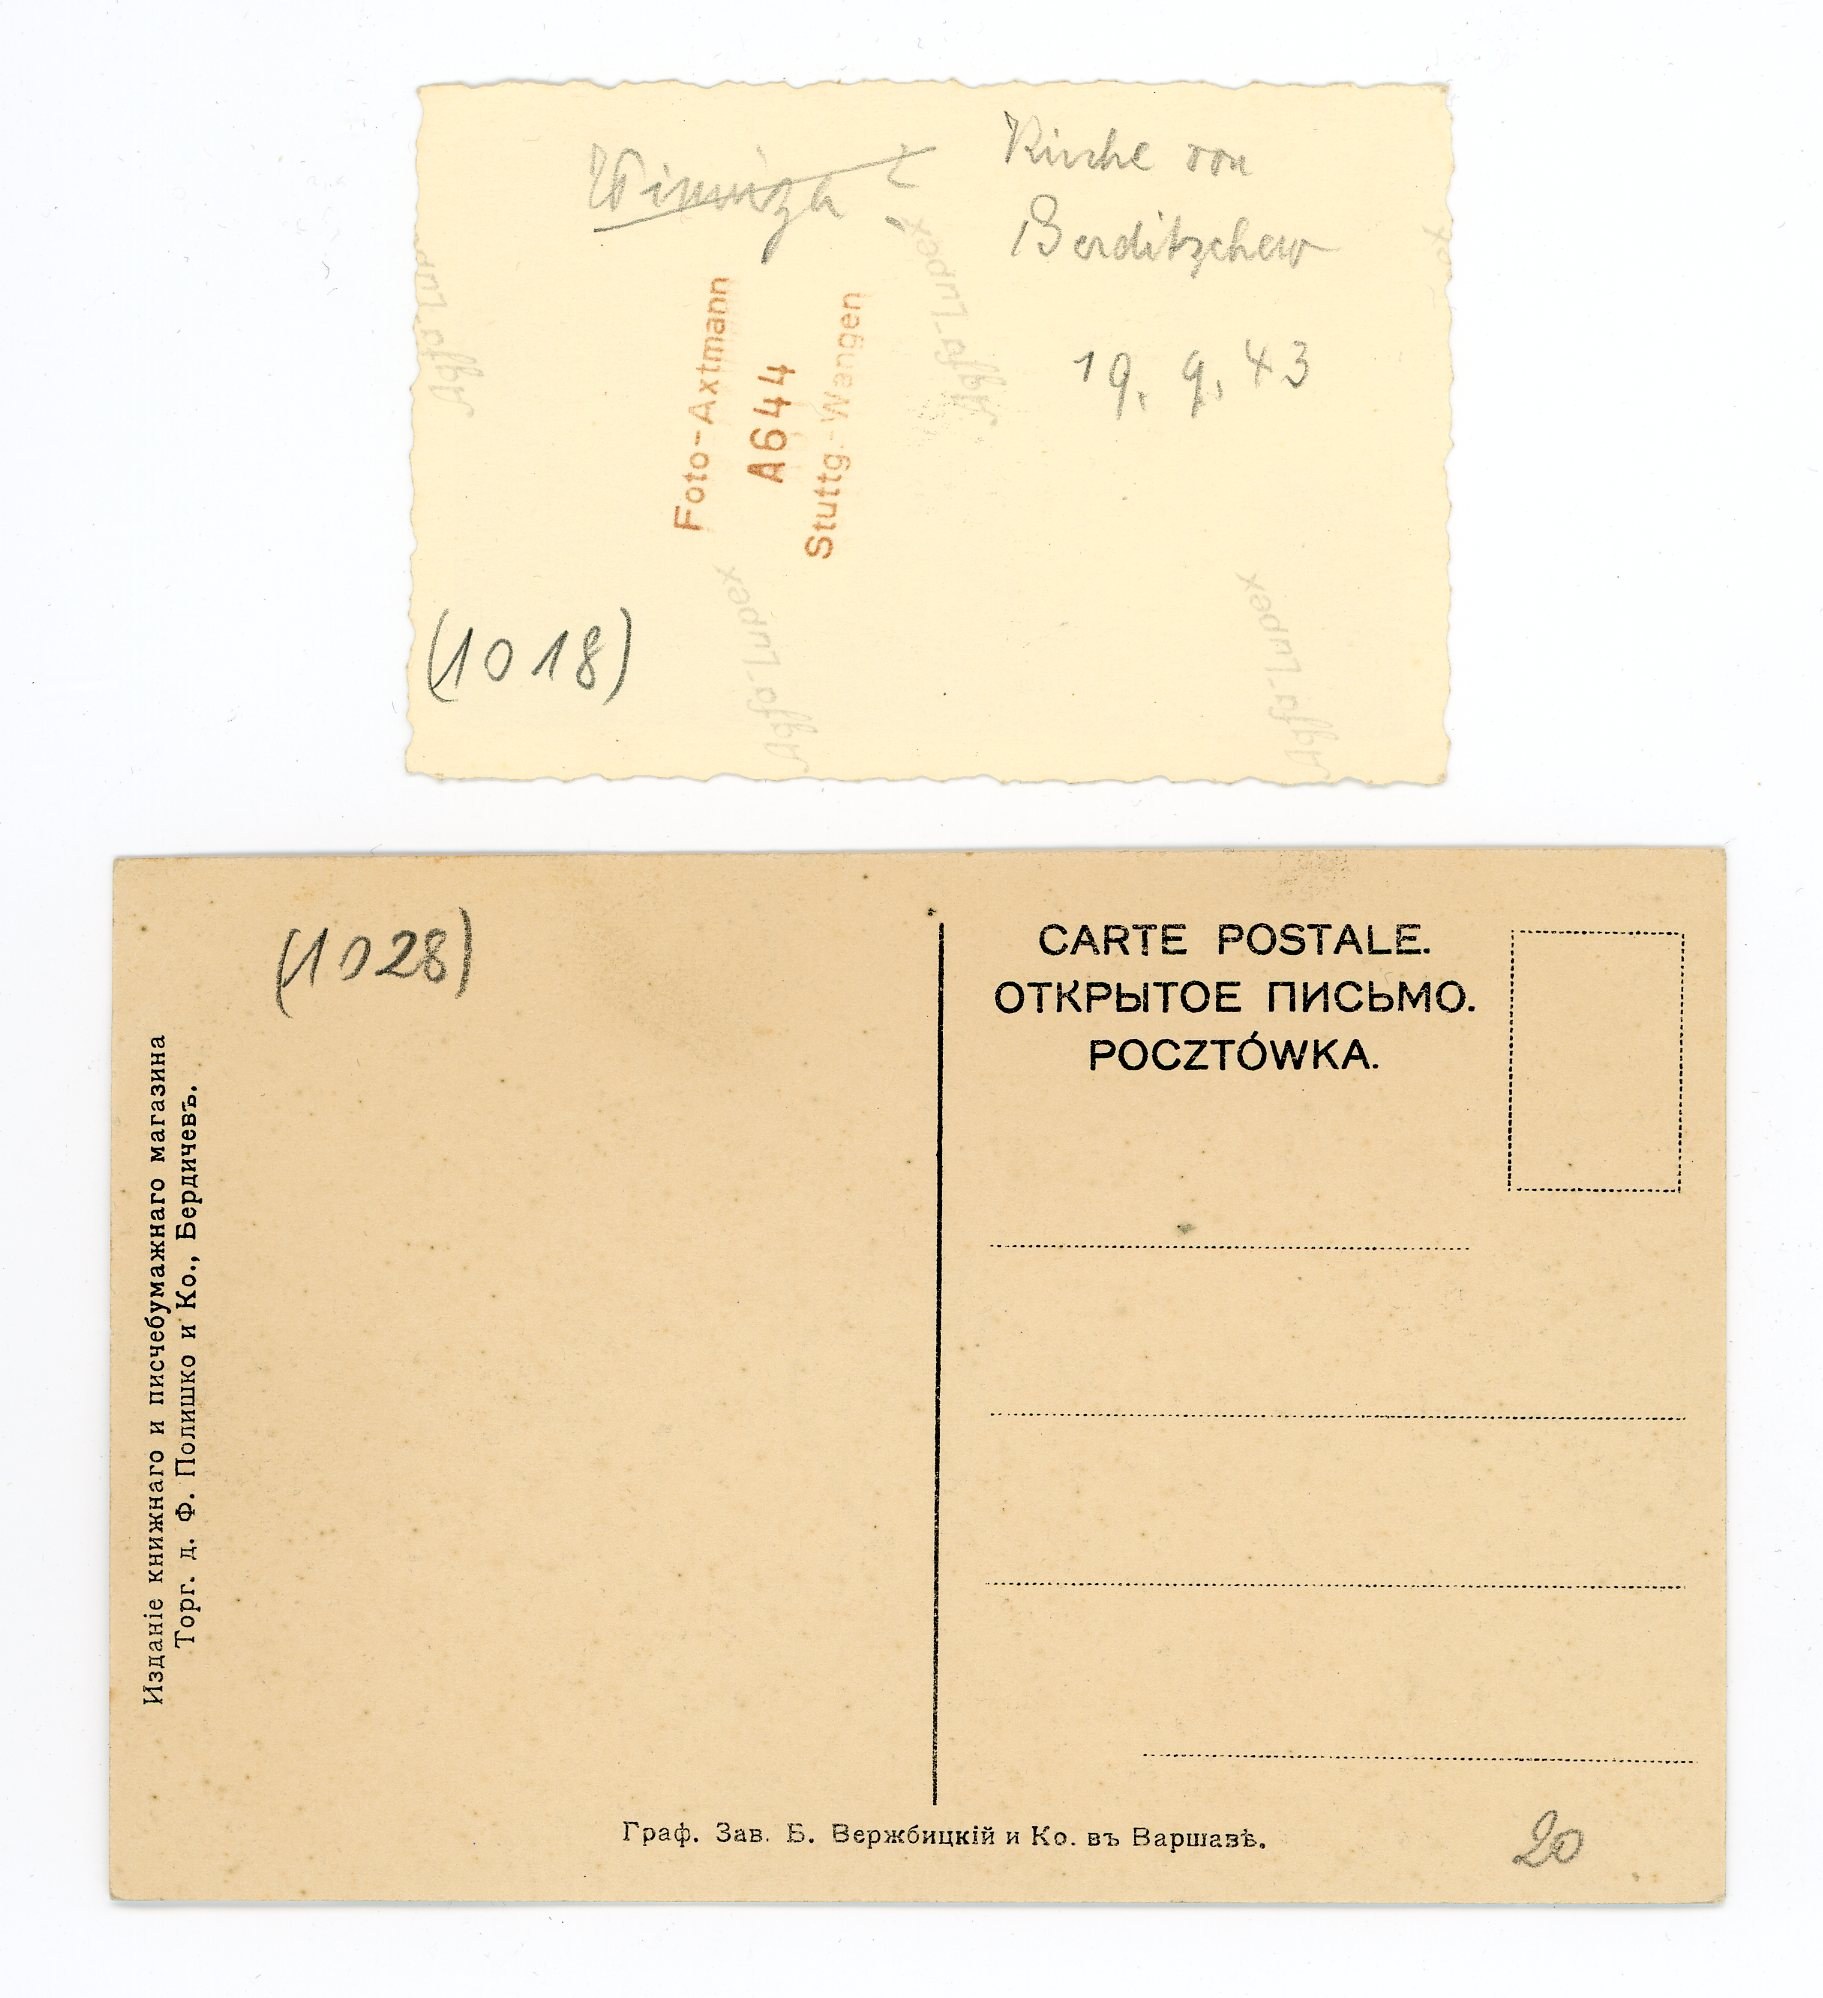 Winniza ?
Kirche von
Berditschew
19. 9. 43
Foto-Axtmann
A644
Stuttg.-Wangen
Agfa-Lupex
Agfa-Lupex
Agfa-Lupex
Agfa-Lupex
(1018)
(1028)
CARTE POSTALE.
ОТКРЫТОЕ ПИСЬМО.
POCZTÓWKA.
Изданіе книжнаго и писчебумажнаго магазина
Торг. д. Ф. Полишко и Ко., Бердичевъ.
Граф. Зав. Б. Вержбицкій и Ко. въ Варшавѣ.
20